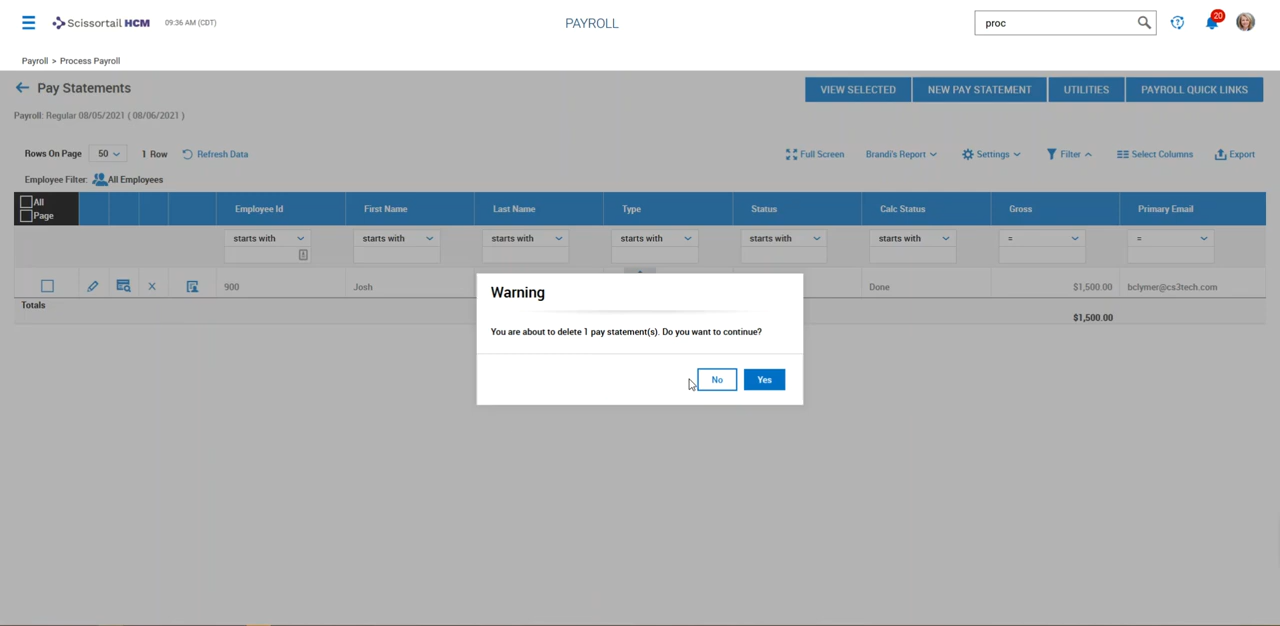 Scissortail HCM
09:36 AM (CDT)
PAYROLL
proc
20
Payroll > Process Payroll
Pay Statements
VIEW SELECTED
NEW PAY STATEMENT
UTILITIES
PAYROLL QUICK LINKS
Payroll: Regular 08/05/2021 ( 08/06/2021 )
Rows On Page 50 1 Row Refresh Data
Full Screen Brandi's Report Settings Filter Select Columns Export
Employee Filter: All Employees
All
Page
Employee Id First Name Last Name Type Status Calc Status Gross Primary Email
starts with starts with starts with starts with starts with starts with = =
900 Josh Done $1,500.00 bclymer@cs3tech.com
Totals
$1,500.00
Warning
You are about to delete 1 pay statement(s). Do you want to continue?
No Yes